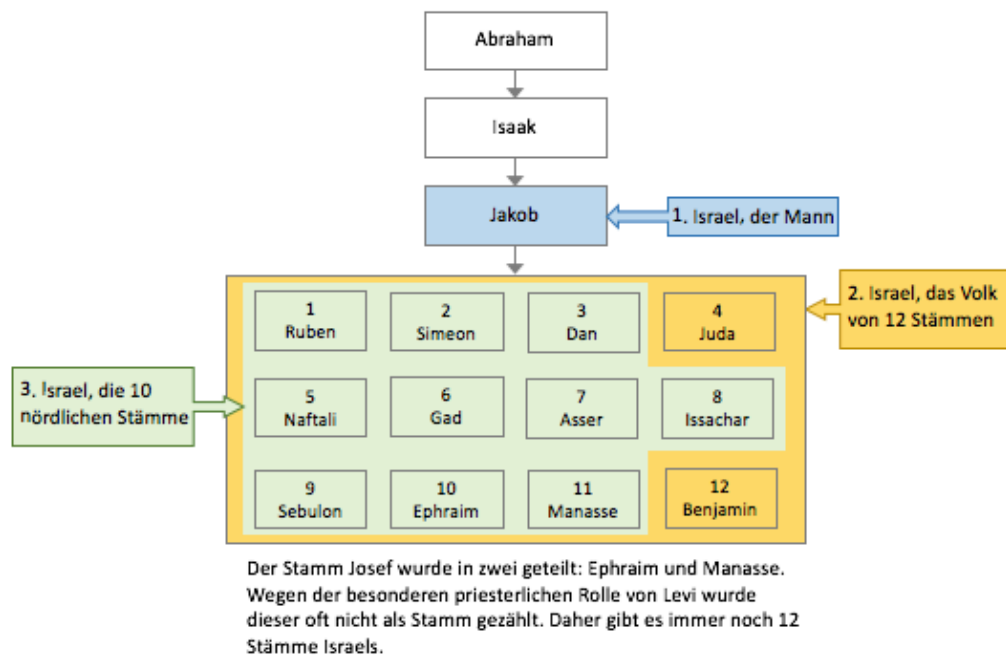 Abraham
Isaak
Jakob
1. Israel, der Mann
2. Israel, das Volk
von 12 Stämmen
3. Israel, die 10
nördlichen Stämme
1
Ruben
2
Simeon
3
Dan
4
Juda
5
Naftali
6
Gad
7
Asser
8
Issachar
9
Sebulon
10
Ephraim
11
Manasse
12
Benjamin
Der Stamm Josef wurde in zwei geteilt: Ephraim und Manasse.
Wegen der besonderen priesterlichen Rolle von Levi wurde
dieser oft nicht als Stamm gezählt. Daher gibt es immer noch 12
Stämme Israels.